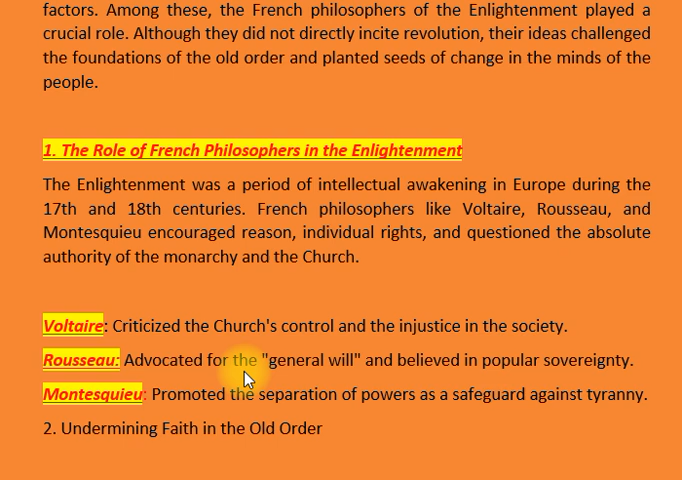 factors. Among these, the French philosophers of the Enlightenment played a
crucial role. Although they did not directly incite revolution, their ideas challenged
the foundations of the old order and planted seeds of change in the minds of the
people.
1. The Role of French Philosophers in the Enlightenment
The Enlightenment was a period of intellectual awakening in Europe during the
17th and 18th centuries. French philosophers like Voltaire, Rousseau, and
Montesquieu encouraged reason, individual rights, and questioned the absolute
authority of the monarchy and the Church.
Voltaire: Criticized the Church's control and the injustice in the society.
Rousseau: Advocated for the "general will" and believed in popular sovereignty.
Montesquieu: Promoted the separation of powers as a safeguard against tyranny.
2. Undermining Faith in the Old Order